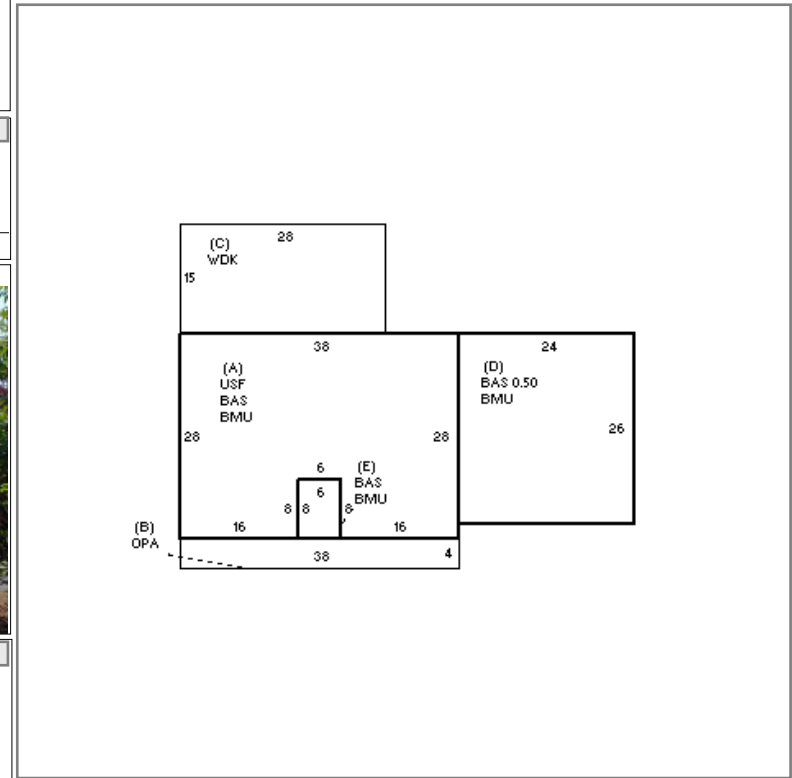 28
(C)
WDK
15
38
24
(A)
USF
BAS
BMU
(D)
BAS 0.50
BMU
28
28
26
6
(E)
BAS
BMU
6
8
8
8
16
16
(B)
OPA
38
4